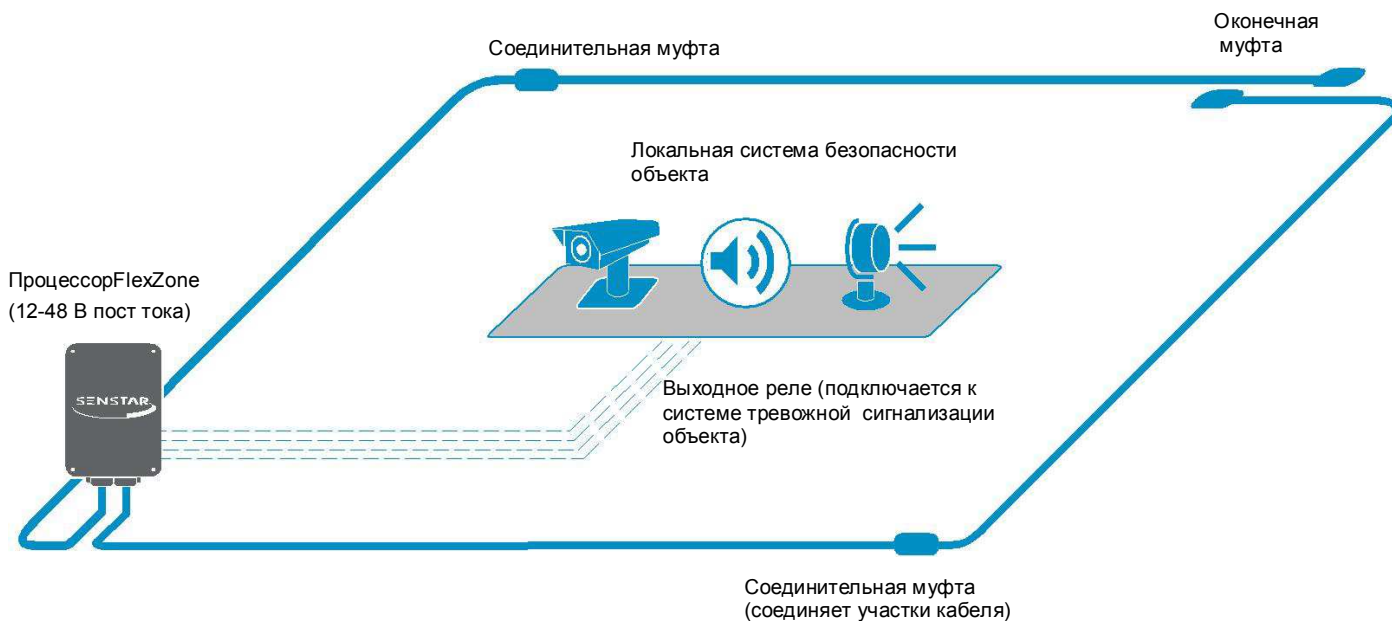 Оконечная
муфта
Соединительная муфта
Локальная система безопасности
объекта
ПроцессорFlexZone
(12-48 В пост тока)
SENSTAR
Выходное реле (подключается к
системе тревожной сигнализации
объекта)
Соединительная муфта
(соединяет участки кабеля)